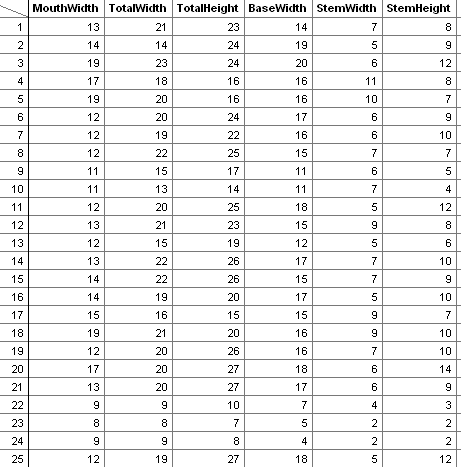 MouthWidth TotalWidth TotalHeight BaseWidth StemWidth StemHeight
1 13 21 23 14 7 8
2 14 14 24 19 5 9
3 19 23 24 20 6 12
4 17 18 16 16 11 8
5 19 20 16 16 10 7
6 12 20 24 17 6 9
7 12 19 22 16 6 10
8 12 22 25 15 7 7
9 11 15 17 11 6 5
10 11 13 14 11 7 4
11 12 20 25 18 5 12
12 13 21 23 15 9 8
13 12 15 19 12 5 6
14 13 22 26 17 7 10
15 14 22 26 15 7 9
16 14 19 20 17 5 10
17 15 16 15 15 9 7
18 19 21 20 16 9 10
19 12 20 26 16 7 10
20 17 20 27 18 6 14
21 13 20 27 17 6 9
22 9 9 10 7 4 3
23 8 8 7 5 2 2
24 9 9 8 4 2 2
25 12 19 27 18 5 12